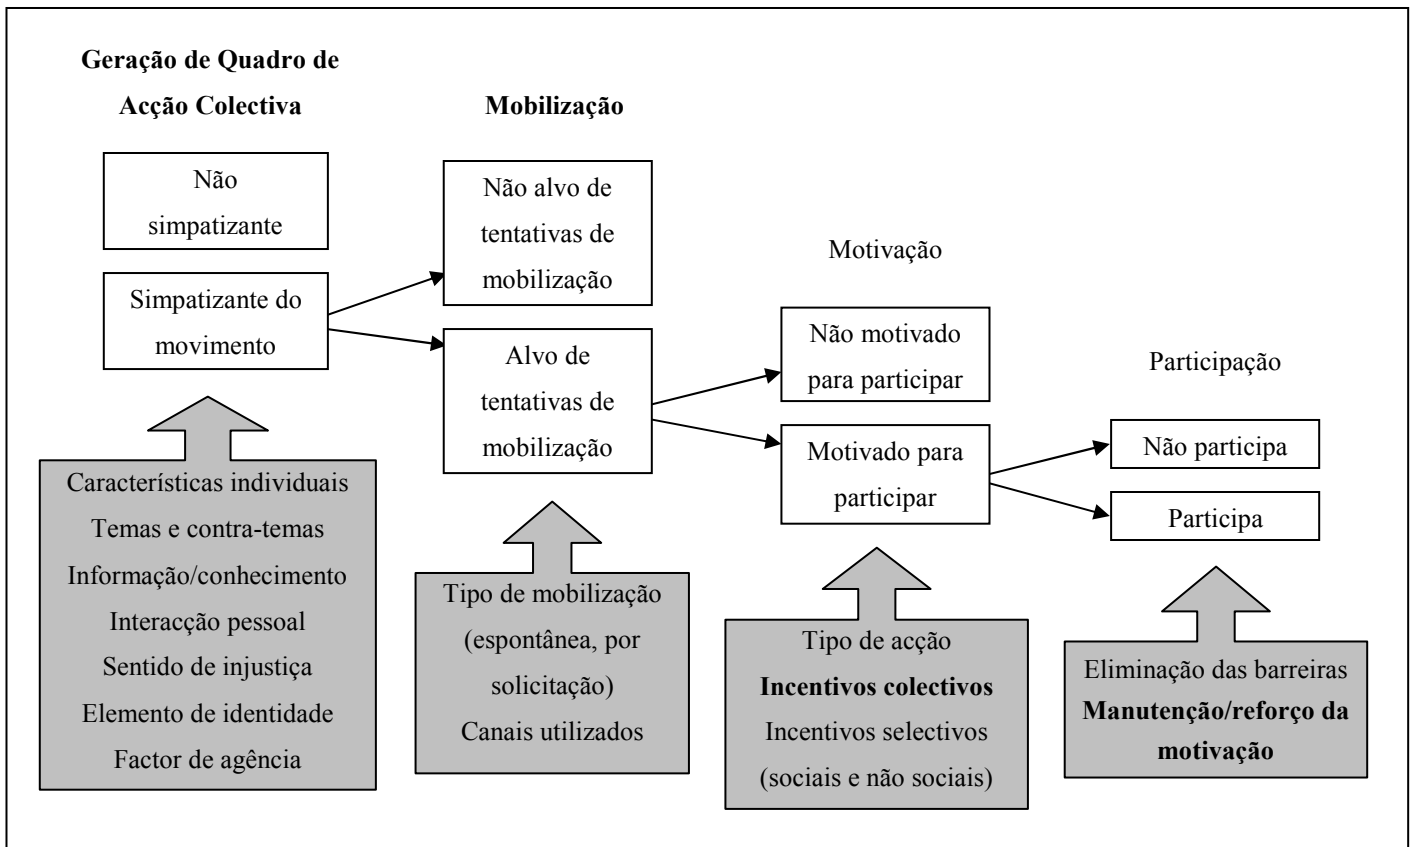 Geração de Quadro de
Acção Colectiva
Não
simpatizante
Simpatizante do
movimento
Características individuais
Temas e contra-temas
Informação/conhecimento
Interacção pessoal
Sentido de injustiça
Elemento de identidade
Factor de agência
Mobilização
Não alvo de
tentativas de
mobilização
Alvo de
tentativas de
mobilização
Tipo de mobilização
(espontânea, por
solicitação)
Canais utilizados
Motivação
Não motivado
para participar
Motivado para
participar
Tipo de acção
Incentivos colectivos
Incentivos selectivos
(sociais e não sociais)
Participação
Não participa
Participa
Eliminação das barreiras
Manutenção/reforço da
motivação